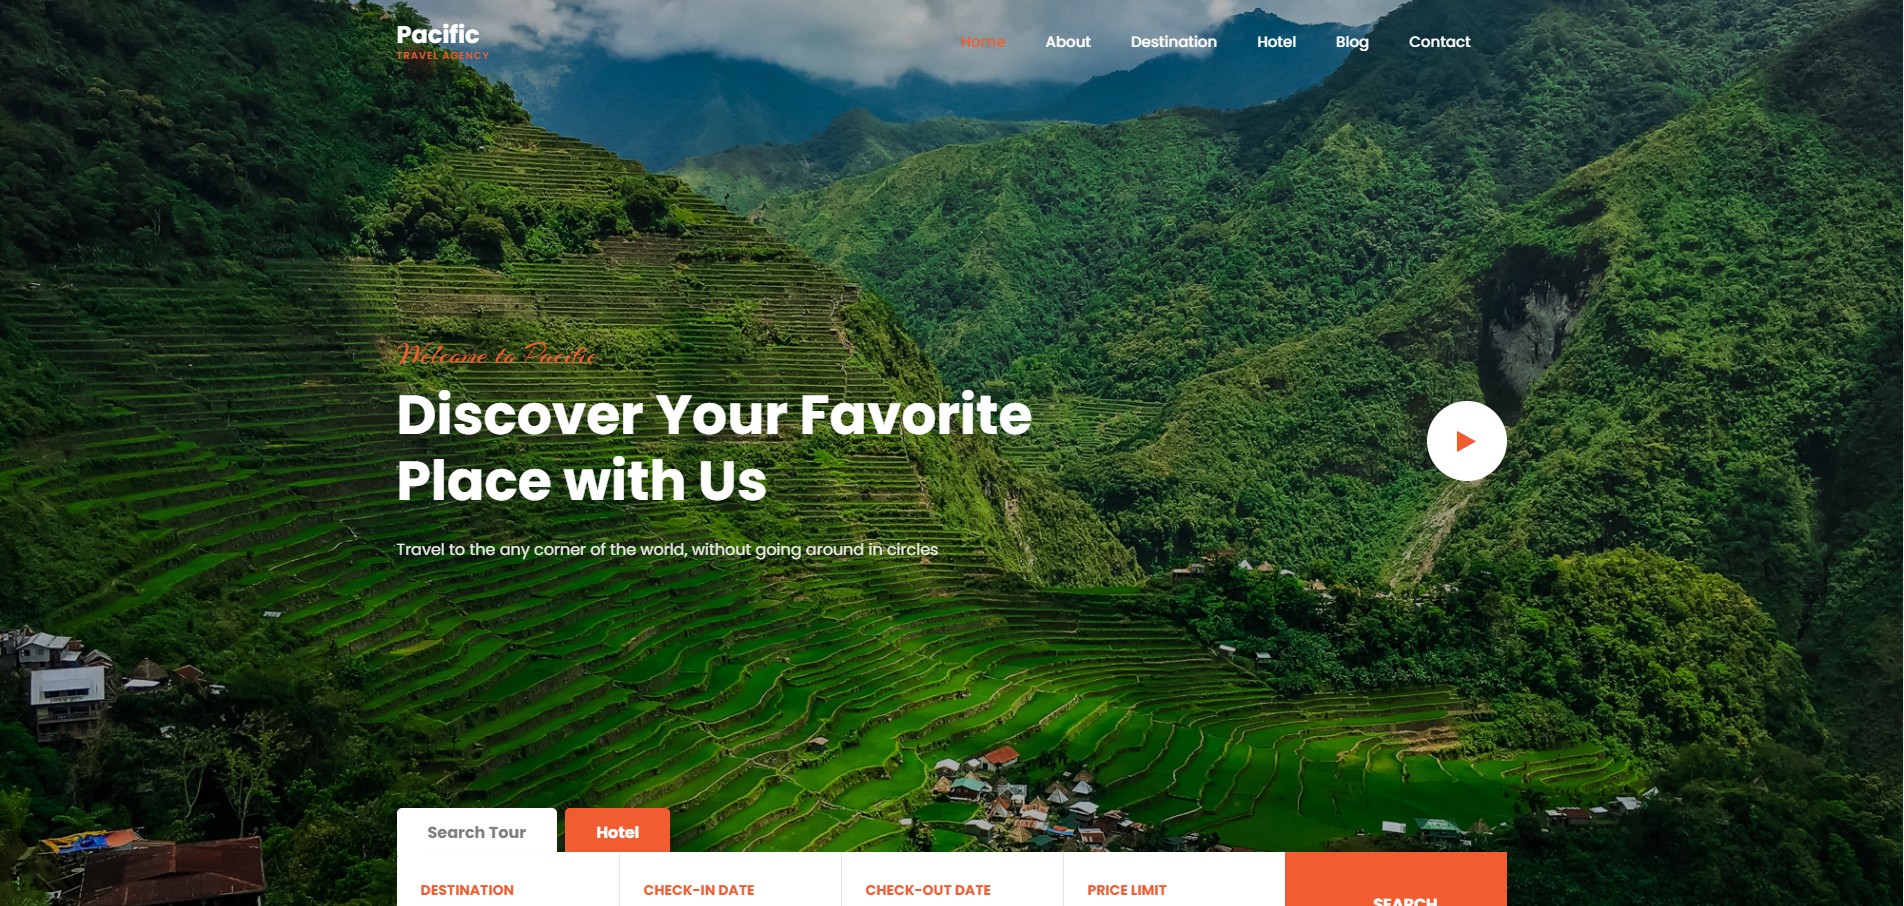 Pacific
TRAVEL AGENCY
Home About Destination Hotel Blog Contact
Welcome to Pacific
Discover Your Favorite
Place with Us
Travel to the any corner of the world, without going around in circles
Search Tour Hotel
DESTINATION CHECK-IN DATE CHECK-OUT DATE PRICE LIMIT
SEARCH